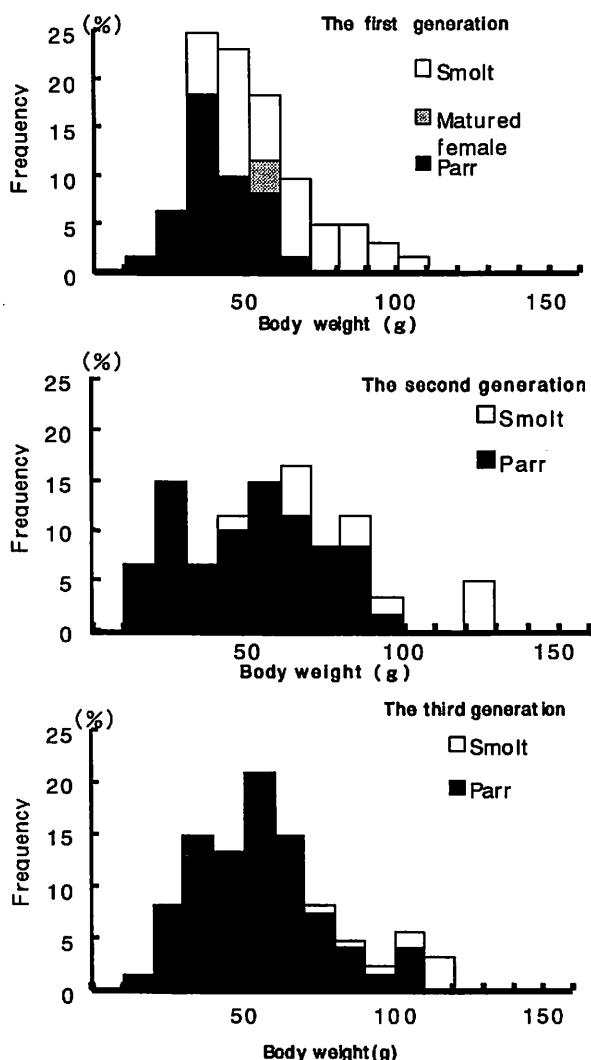 (%)
The first generation
25
Smolt
20
Matured
female
15
Parr
10
5
0
Frequency
50 100 150
Body weight (g)
(%)
The second generation
25
Smolt
20
Parr
15
10
5
0
Frequency
50 100 150
Body weight (g)
(%)
The third generation
25
Smolt
20
Parr
15
10
5
0
Frequency
50 100 150
Body weight(g)